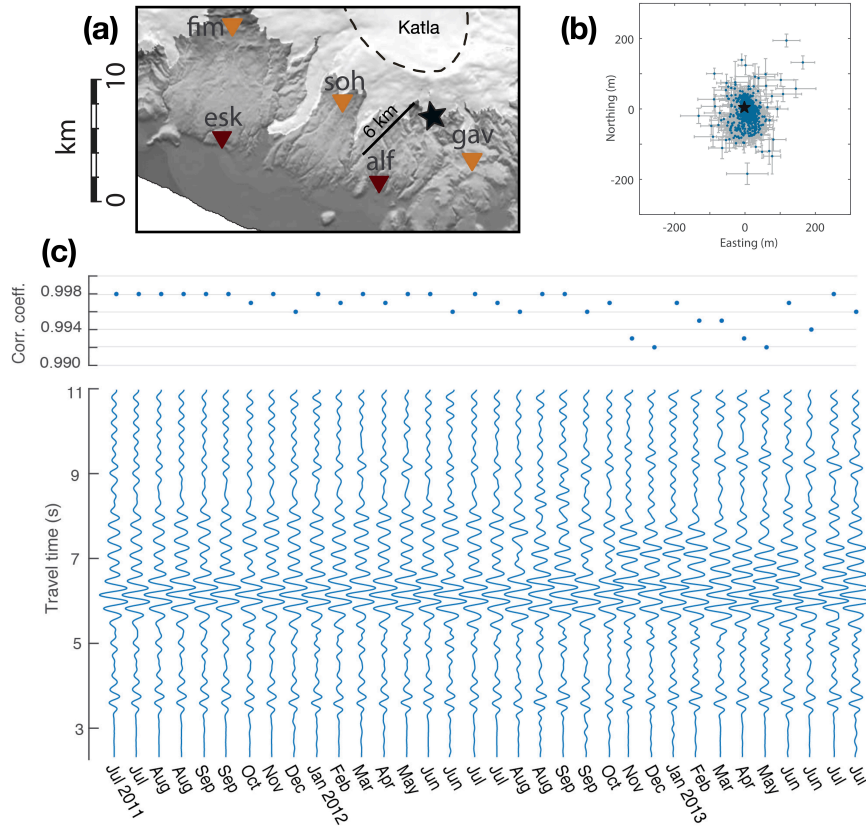 (a)
fim
Katla
soh
6 km
esk
gav
alf
km
10
0
(b)
Northing (m)
200
0
-200
-200
0
200
Easting (m)
(c)
Corr. coeff.
0.998
0.994
0.990
Travel time (s)
11
9
7
5
3
Jul 2011
Jul
Aug
Aug
Sep
Sep
Oct
Nov
Dec
Jan 2012
Feb
Mar
Apr
May
Jun
Jun
Jul
Jul
Aug
Aug
Sep
Sep
Oct
Nov
Dec
Jan 2013
Feb
Mar
Apr
May
Jun
Jun
Jul
Jul